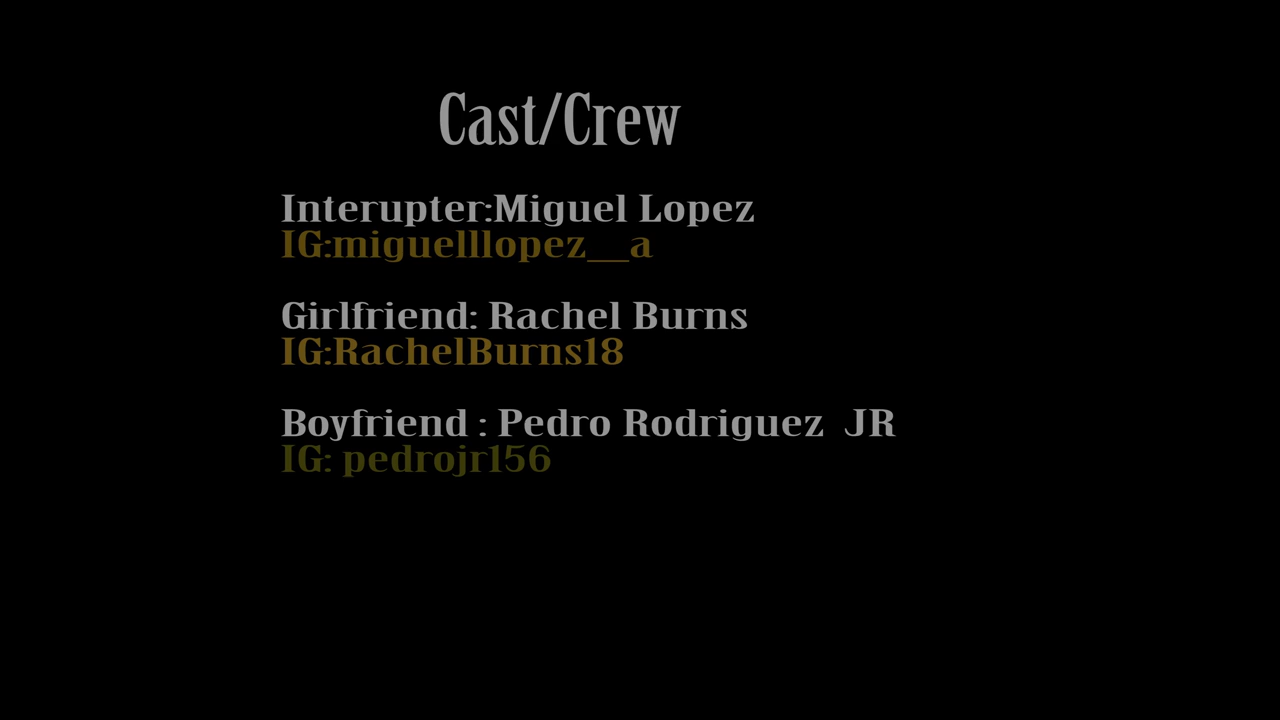 Cast/Crew
Interupter:Miguel Lopez
IG:miguelllopez__a
Girlfriend: Rachel Burns
IG:RachelBurns18
Boyfriend : Pedro Rodriguez JR
IG: pedrojr156